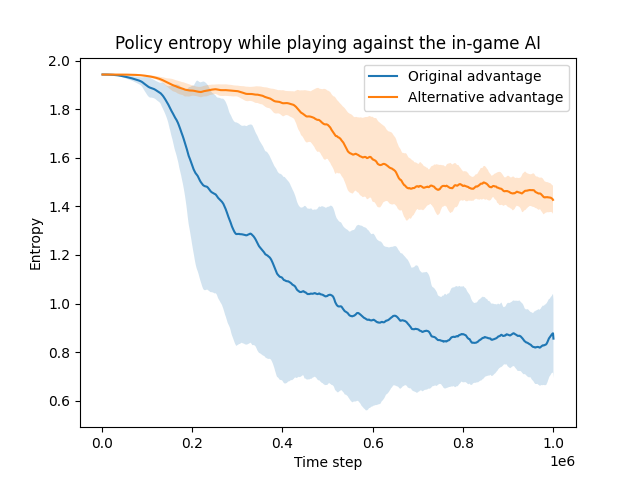 Policy entropy while playing against the in-game AI
Original advantage
Alternative advantage
Entropy
2.0
1.8
1.6
1.4
1.2
1.0
0.8
0.6
0.0 0.2 0.4 0.6 0.8 1.0
1e6
Time step